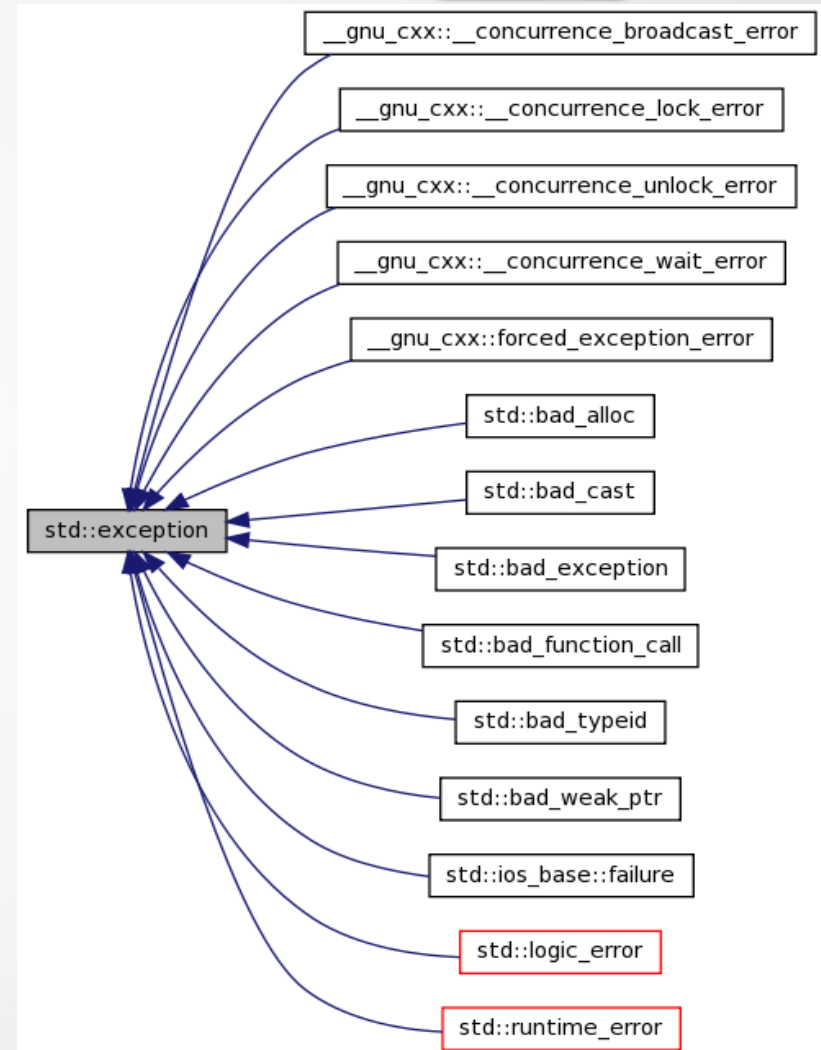 __gnu_cxx::__concurrence_broadcast_error
__gnu_cxx::__concurrence_lock_error
__gnu_cxx::__concurrence_unlock_error
__gnu_cxx::__concurrence_wait_error
__gnu_cxx::forced_exception_error
std::bad_alloc
std::bad_cast
std::exception
std::bad_exception
std::bad_function_call
std::bad_typeid
std::bad_weak_ptr
std::ios_base::failure
std::logic_error
std::runtime_error